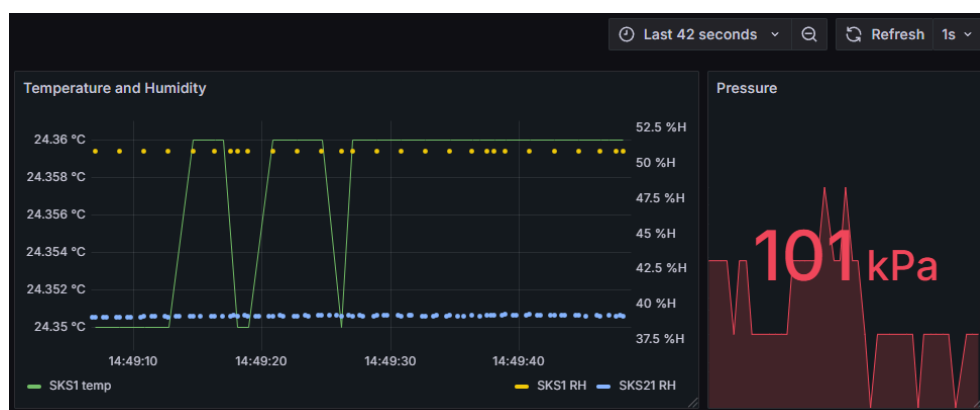 Last 42 seconds
Refresh 1s
Temperature and Humidity
24.36 °C
24.358 °C
24.356 °C
24.354 °C
24.352 °C
24.35 °C
52.5 %H
50 %H
47.5 %H
45 %H
42.5 %H
40 %H
37.5 %H
14:49:10 14:49:20 14:49:30 14:49:40
SKS1 temp SKS1 RH SKS21 RH
Pressure
101 kPa